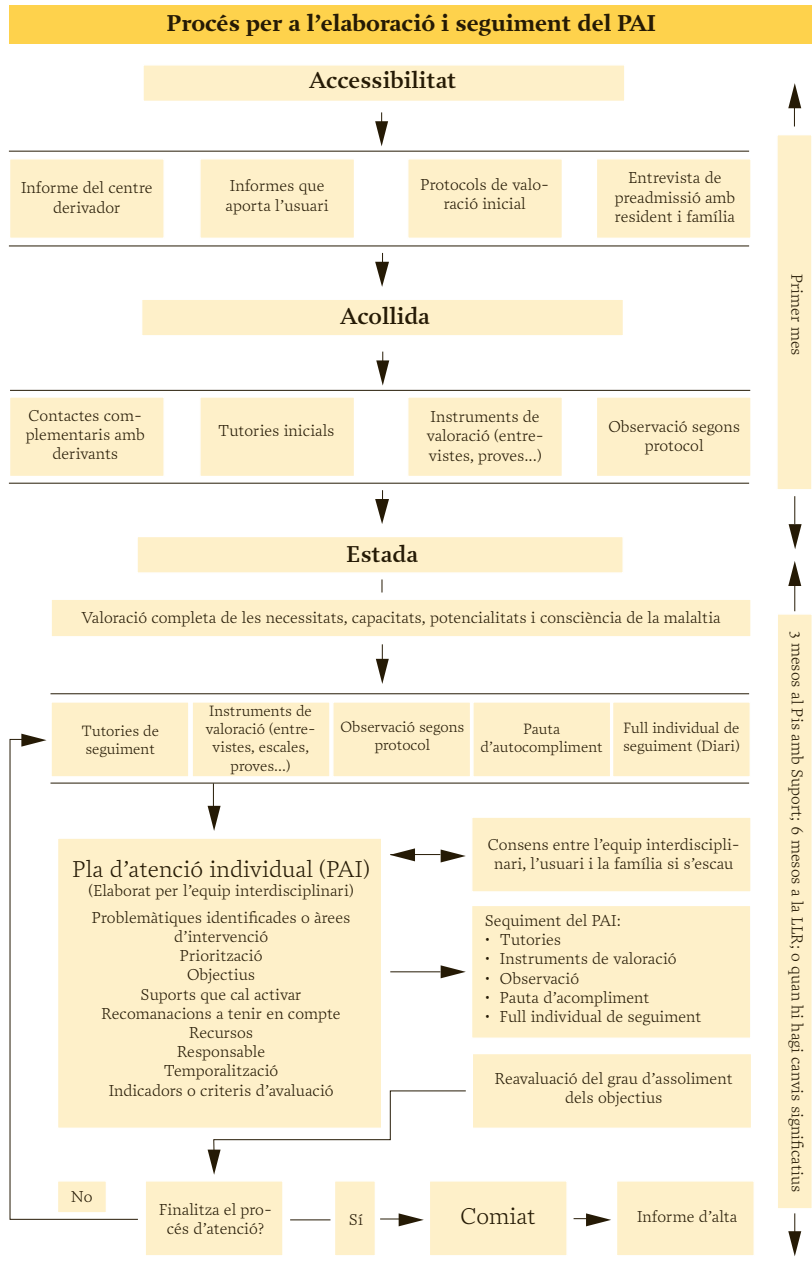 Procés per a l'elaboració i seguiment del PAI
Accessibilitat
Informe del centre
derivador
Informes que
aporta l'usuari
Protocols de valo-
ració inicial
Entrevista de
preadmissió amb
resident i família
Acollida
Contactes com-
plementaris amb
derivants
Tutories inicials
Instruments de
valoració (entre-
vistes, proves...)
Observació segons
protocol
Primer mes
Estada
Valoració completa de les necessitats, capacitats, potencialitats i consciència de la malaltia
Tutories de
seguiment
Instruments de
valoració (entre-
vistes, escales,
proves...)
Observació segons
protocol
Pauta
d'autocompliment
Full individual de
seguiment (Diari)
Pla d'atenció individual (PAI)
(Elaborat per l'equip interdisciplinari)
Problemàtiques identificades o àrees
d'intervenció
Priorització
Objectius
Suports que cal activar
Recomanacions a tenir en compte
Recursos
Responsable
Temporalització
Indicadors o criteris d'avaluació
Consens entre l'equip interdiscipli-
nari, l'usuari i la família si s'escau
Sequiment del PAI:
• Tutories
• Instruments de valoració
• Observació
• Pauta d'acompliment
• Full individual de seguiment
Reavaluació del grau d'assoliment
dels objectius
3 mesos al Pis amb Suport; 6 mesos a la LLR; o quan hi hagi canvis significatius
No
Finalitza el pro-
cés d'atenció?
Sí
Comiat
Informe d'alta